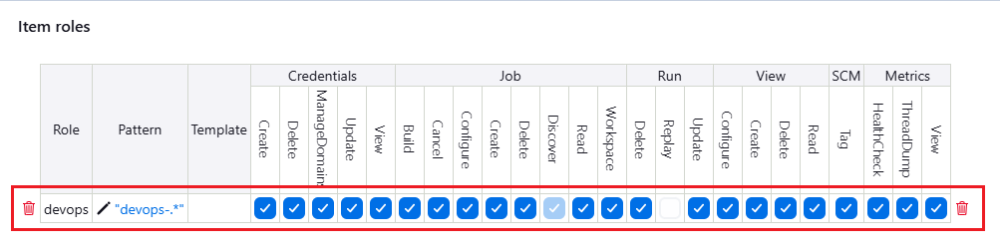 Item roles
Role Pattern Template Credentials Job Run View SCM Metrics
Create Delete ManageDomains Update View Build Cancel Configure Create Delete Discover Read Workspace Delete Replay Update Configure Create Delete Read Tag HealthCheck ThreadDump View
devops "devops-.*"